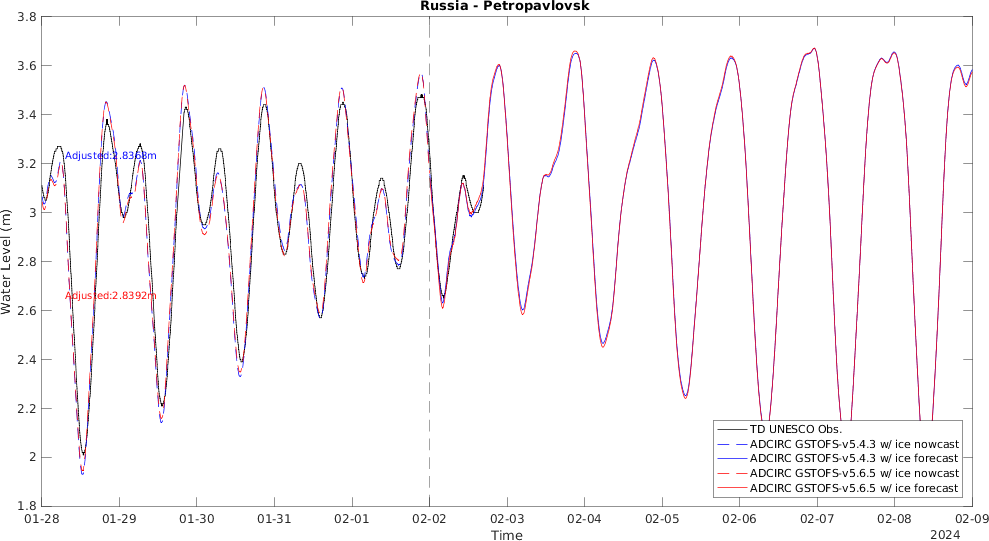 Russia - Petropavlovsk
3.8
3.6
3.4
3.2
3
2.8
2.6
2.4
2.2
2
1.8
Water Level (m)
Adjusted:2.8368m
Adjusted:2.8392m
TD UNESCO Obs.
ADCIRC GSTOFS-v5.4.3 w/ ice nowcast
ADCIRC GSTOFS-v5.4.3 w/ ice forecast
ADCIRC GSTOFS-v5.6.5 w/ ice nowcast
ADCIRC GSTOFS-v5.6.5 w/ ice forecast
01-28 01-29 01-30 01-31 02-01 02-02 02-03 02-04 02-05 02-06 02-07 02-08 02-09
Time
2024